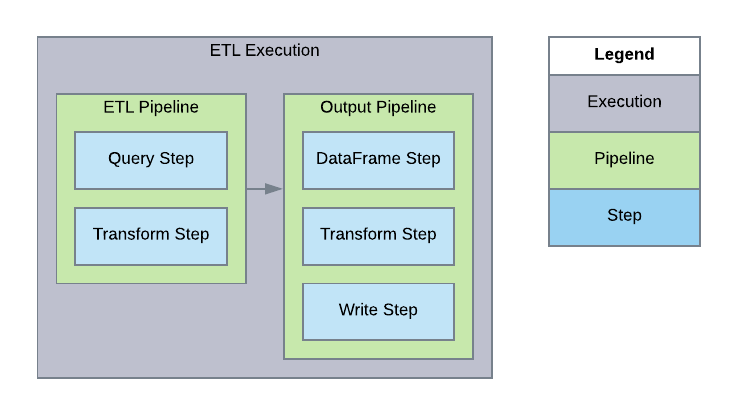 ETL Execution
ETL Pipeline
Query Step
Transform Step
Output Pipeline
DataFrame Step
Transform Step
Write Step
Legend
Execution
Pipeline
Step